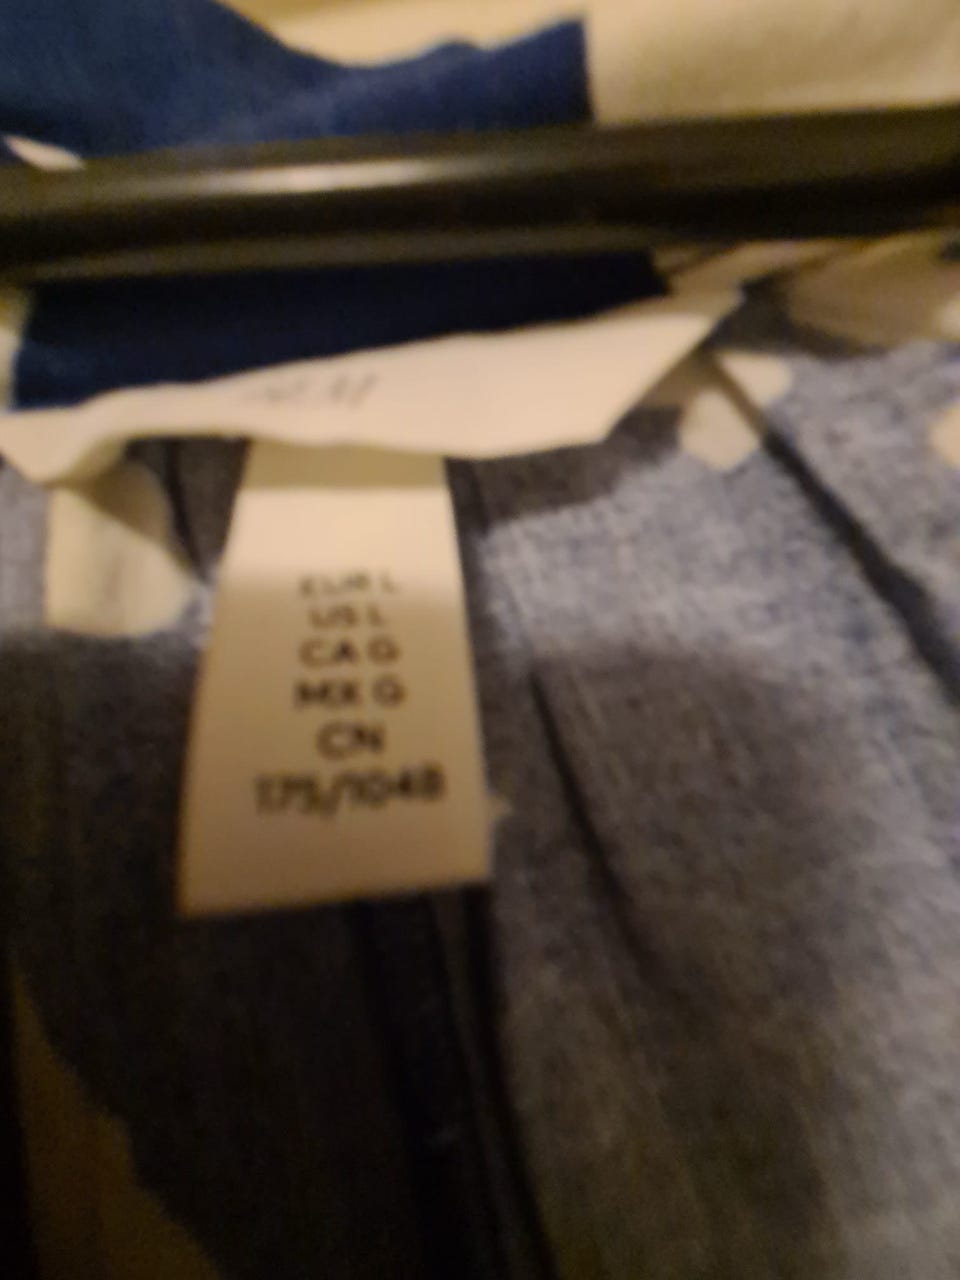 EUR L
US L
CA G
MX G
CN
175/104B